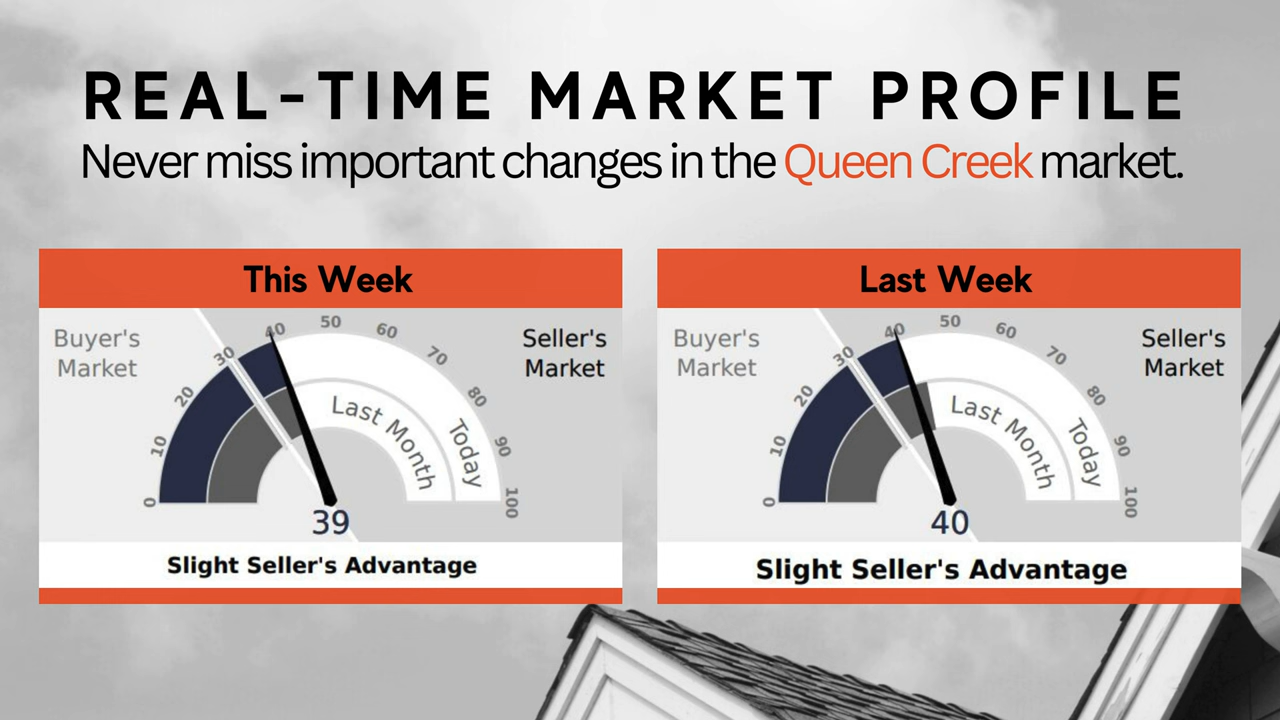 REAL-TIME MARKET PROFILE
Never miss important changes in the Queen Creek market.
This Week
Buyer's
Market
Seller's
Market
0
10
20
30
40
50
60
70
80
90
100
Last Month
Today
39
Slight Seller's Advantage
Last Week
Buyer's
Market
Seller's
Market
0
10
20
30
40
50
60
70
80
90
100
Last Month
Today
40
Slight Seller's Advantage